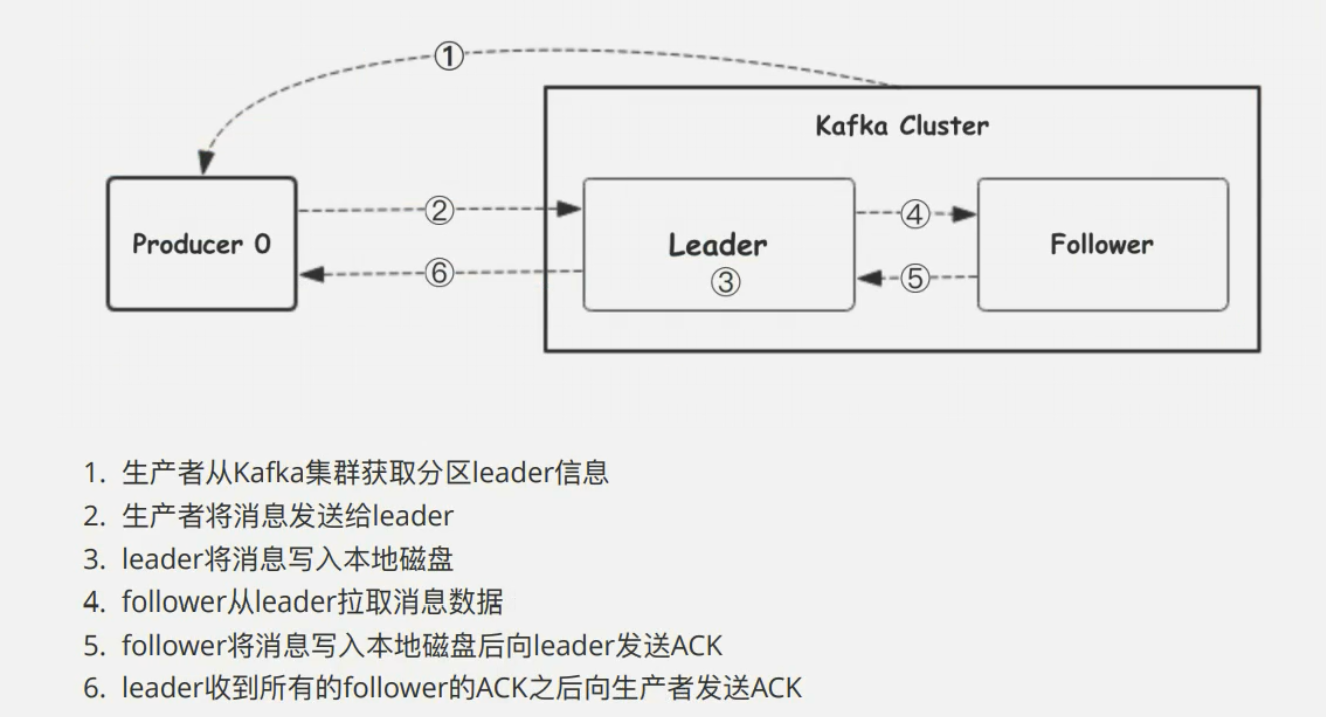 ①
Kafka Cluster
Producer 0
②
⑥
Leader
③
④
⑤
Follower
1. 生产者从Kafka集群获取分区leader信息
2. 生产者将消息发送给leader
3. leader将消息写入本地磁盘
4. follower从leader拉取消息数据
5. follower将消息写入本地磁盘后向leader发送ACK
6. leader收到所有的follower的ACK之后向生产者发送ACK